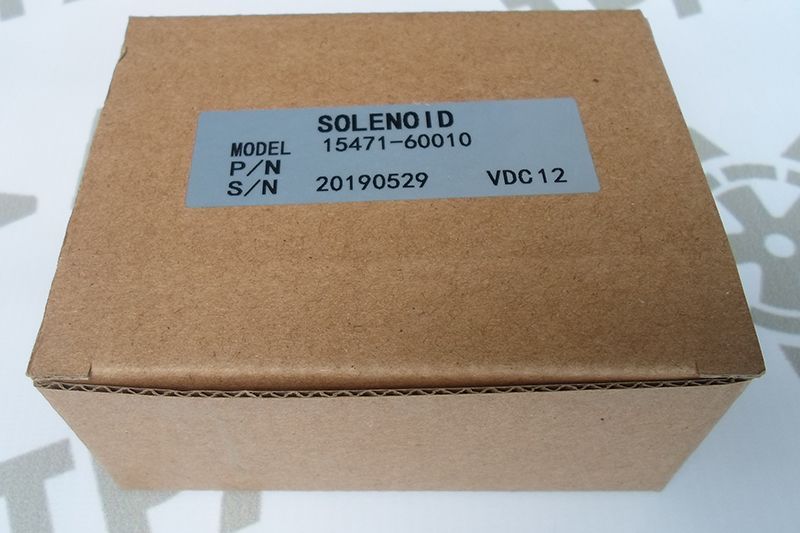 SOLENOID
MODEL 15471-60010
P/N
S/N 20190529 VDC12